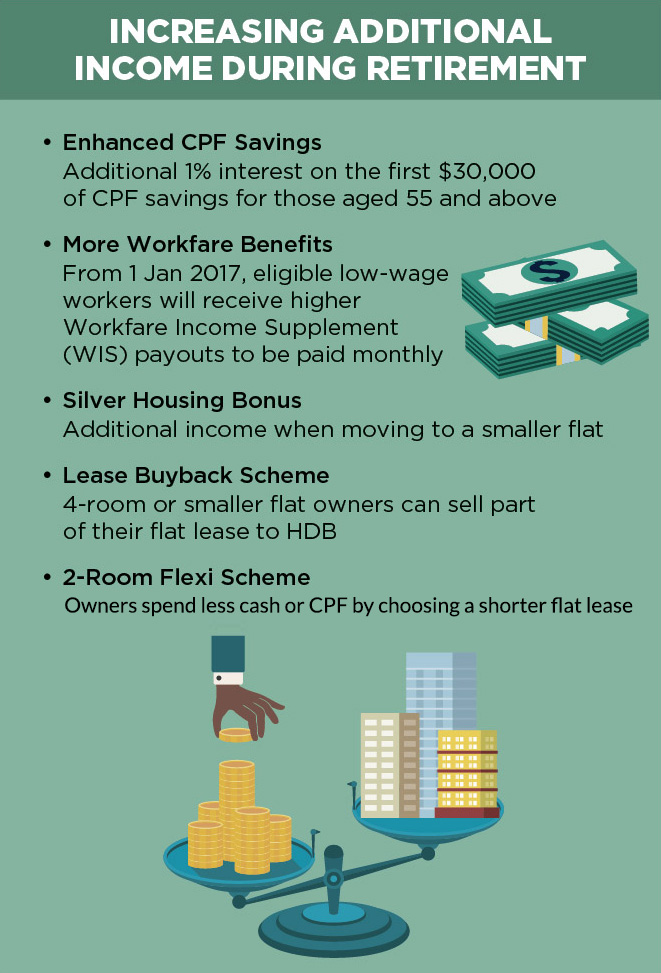 INCREASING ADDITIONAL
INCOME DURING RETIREMENT
• Enhanced CPF Savings
Additional 1% interest on the first $30,000
of CPF savings for those aged 55 and above
• More Workfare Benefits
From 1 Jan 2017, eligible low-wage
workers will receive higher
Workfare Income Supplement
(WIS) payouts to be paid monthly
$
• Silver Housing Bonus
Additional income when moving to a smaller flat
• Lease Buyback Scheme
4-room or smaller flat owners can sell part
of their flat lease to HDB
• 2-Room Flexi Scheme
Owners spend less cash or CPF by choosing a shorter flat lease